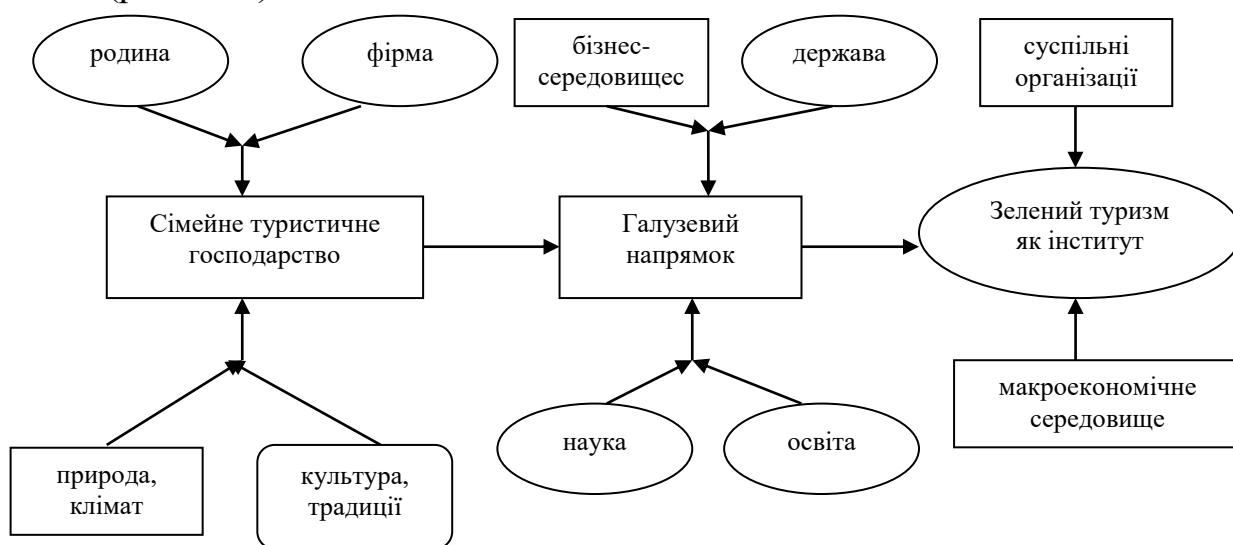 родина
фірма
бізнес-
середовищес
держава
суспільні
організації
Сімейне туристичне
господарство
Галузевий
напрямок
Зелений туризм
як інститут
природа,
клімат
культура,
традиції
наука
освіта
макроекономічне
середовище